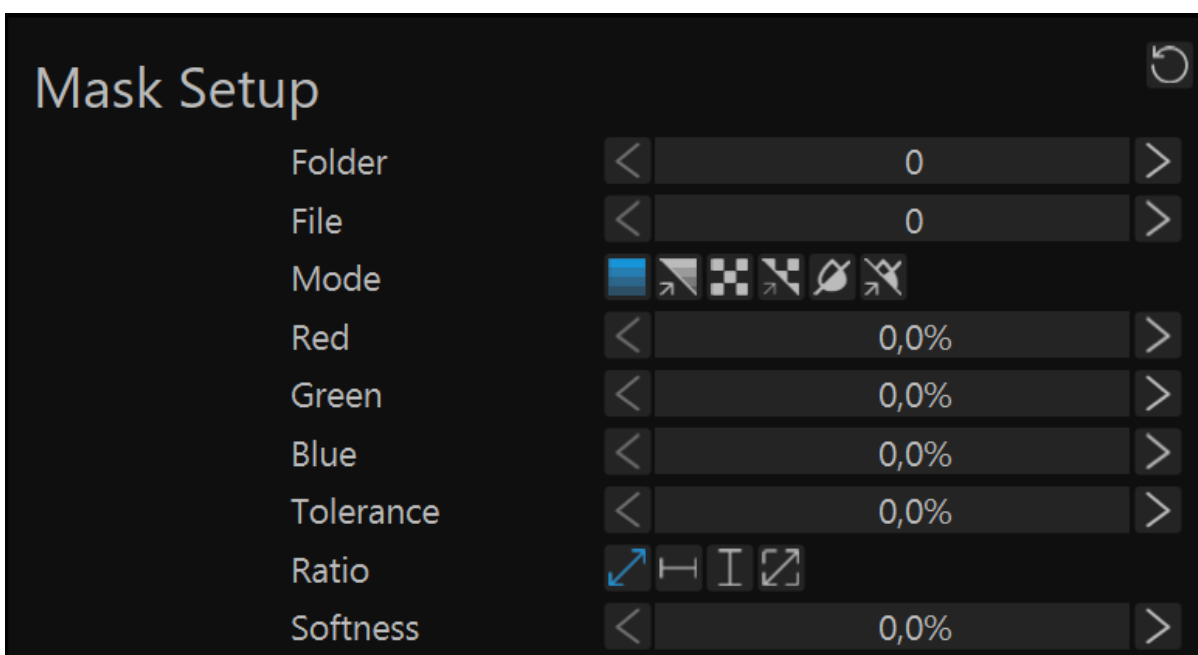 Mask Setup
Folder 0
File 0
Mode
Red 0,0%
Green 0,0%
Blue 0,0%
Tolerance 0,0%
Ratio
Softness 0,0%